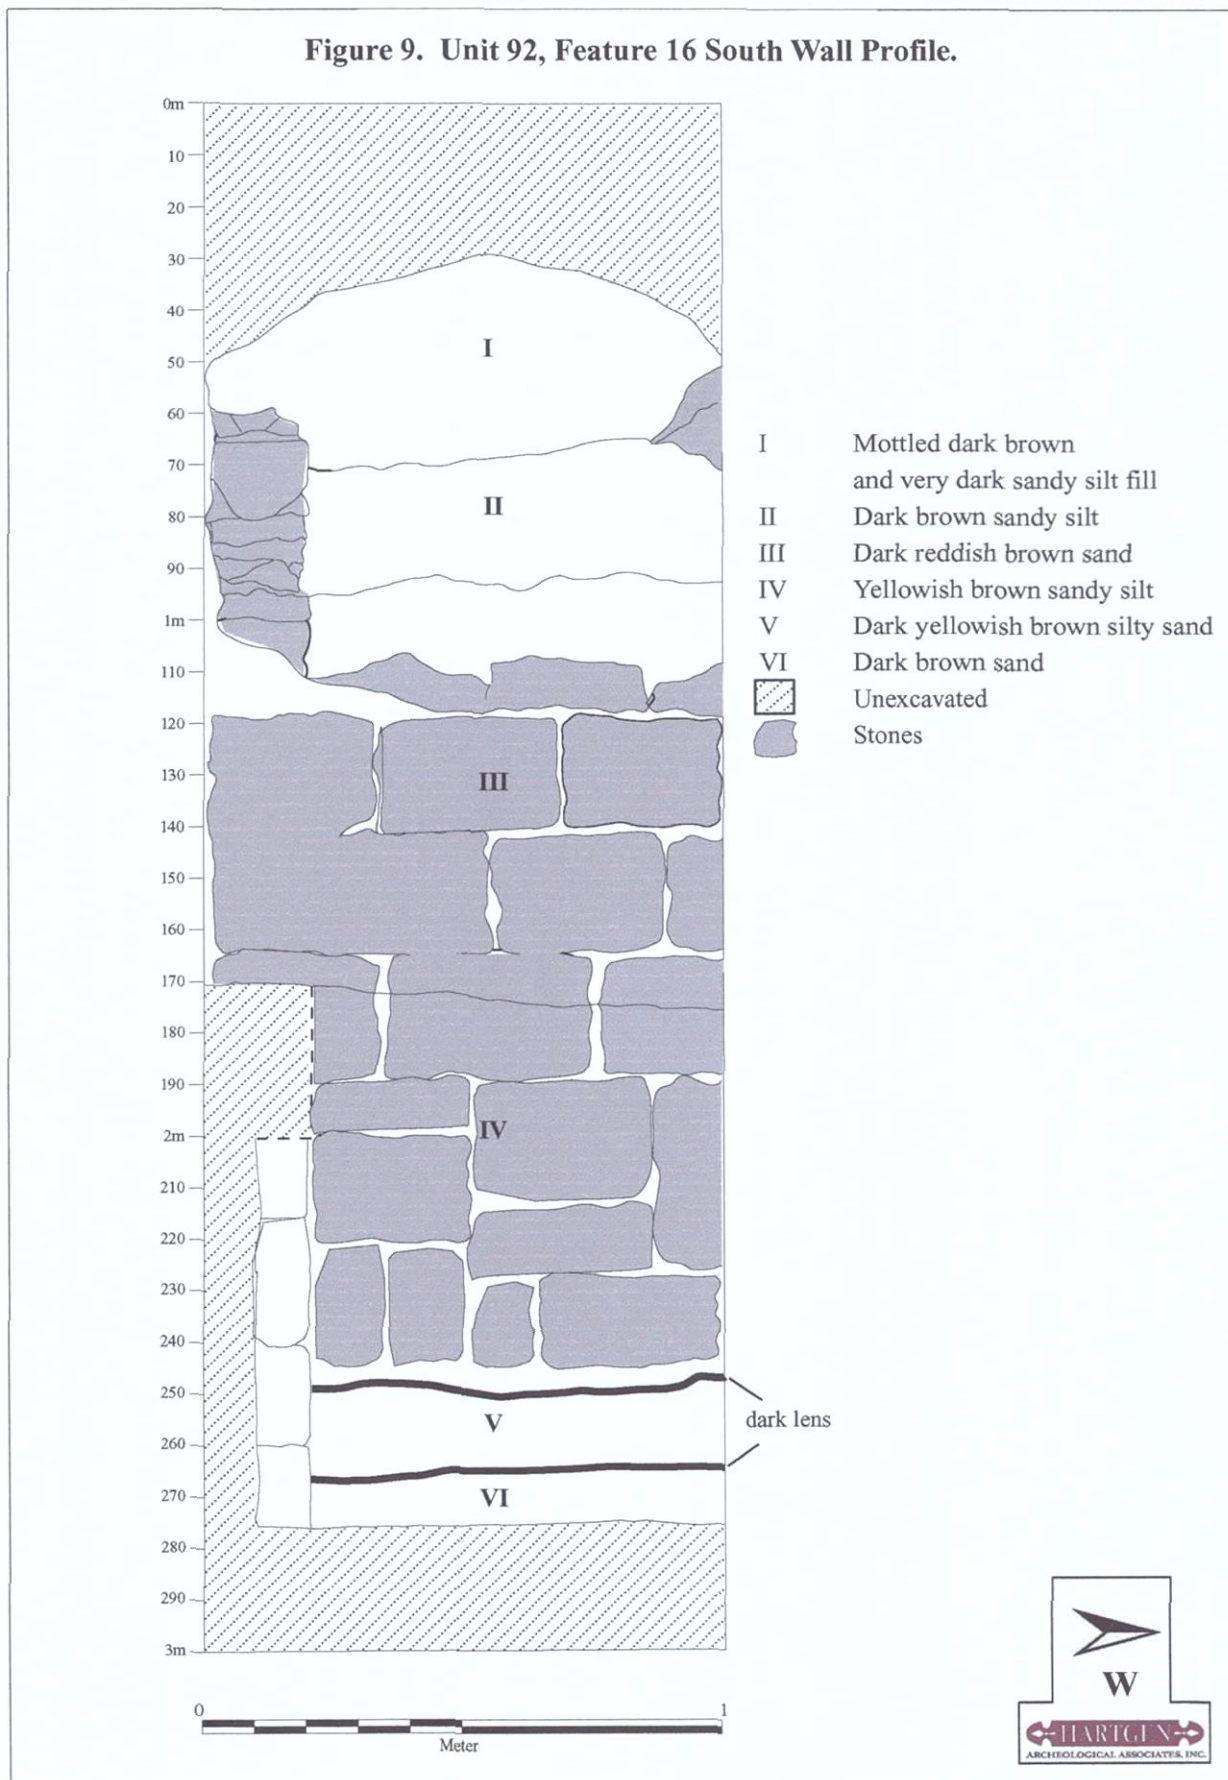 Figure 9. Unit 92, Feature 16 South Wall Profile.
0m
10
20
30
40
50
60
70
80
90
1m
110
120
130
140
150
160
170
180
190
2m
210
220
230
240
250
260
270
280
290
3m
I
II
III
IV
V
VI
I Mottled dark brown
and very dark sandy silt fill
II Dark brown sandy silt
III Dark reddish brown sand
IV Yellowish brown sandy silt
V Dark yellowish brown silty sand
VI Dark brown sand
Unexcavated
Stones
dark lens
0 1
Meter
W
HARTGEN
ARCHEOLOGICAL ASSOCIATES, INC.